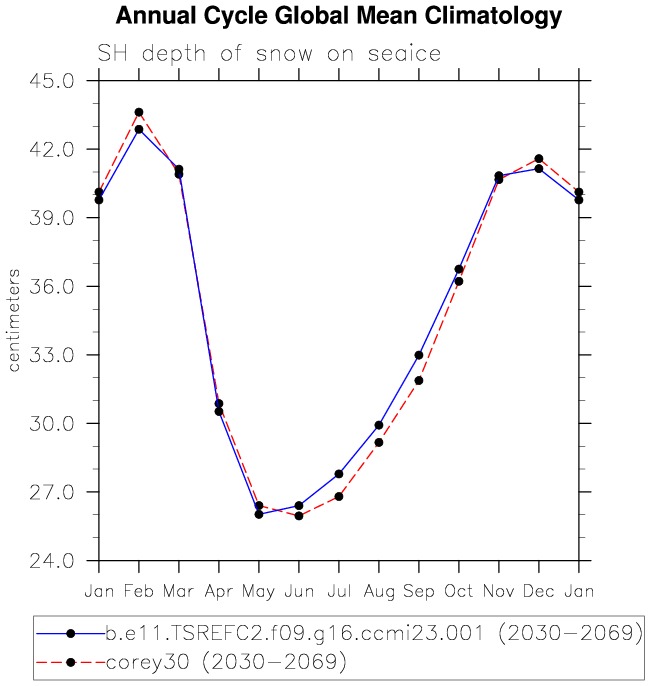 Annual Cycle Global Mean Climatology
SH depth of snow on seaice
45.0
42.0
39.0
36.0
33.0
30.0
27.0
24.0
centimeters
Jan Feb Mar Apr May Jun Jul Aug Sep Oct Nov Dec Jan
b.e11.TSREFC2.f09.g16.ccmi23.001 (2030-2069)
corey30 (2030-2069)